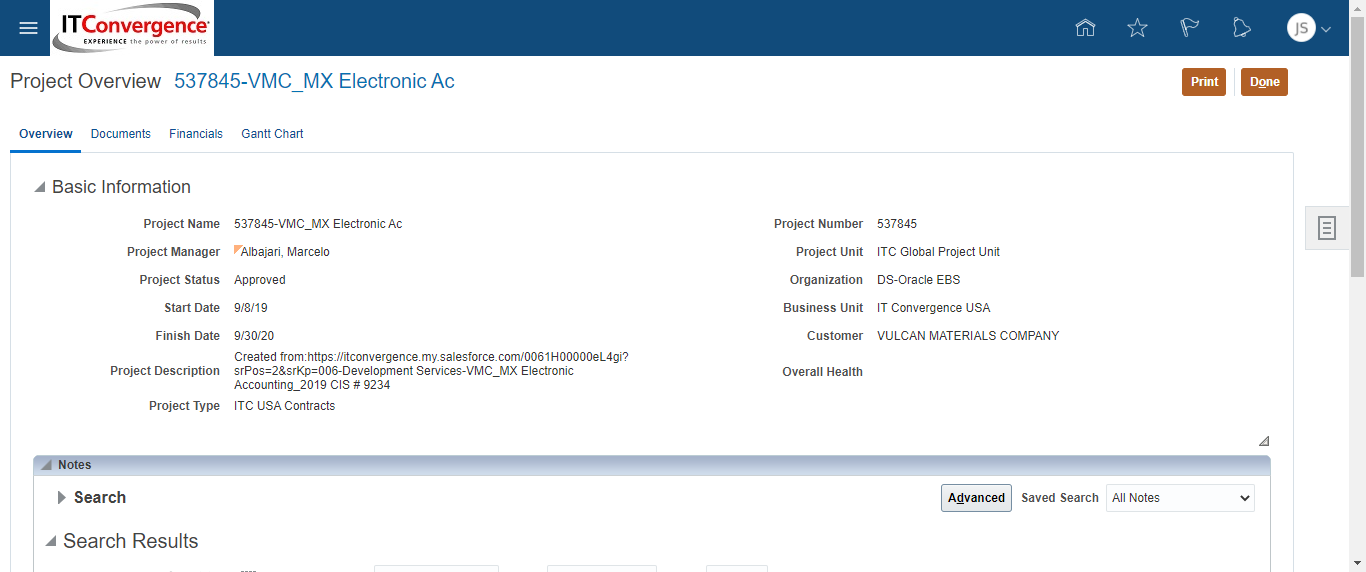 ITConvergence
EXPERIENCE the power of results
JS
Project Overview 537845-VMC_MX Electronic Ac
Print
Done
Overview Documents Financials Gantt Chart
Basic Information
Project Name 537845-VMC_MX Electronic Ac
Project Manager Albajari, Marcelo
Project Status Approved
Start Date 9/8/19
Finish Date 9/30/20
Project Description Created from:https://itconvergence.my.salesforce.com/0061H00000eL4gi?
srPos=2&srKp=006-Development Services-VMC_MX Electronic
Accounting_2019 CIS # 9234
Project Type ITC USA Contracts
Project Number 537845
Project Unit ITC Global Project Unit
Organization DS-Oracle EBS
Business Unit IT Convergence USA
Customer VULCAN MATERIALS COMPANY
Overall Health
Notes
Search
Advanced Saved Search All Notes
Search Results